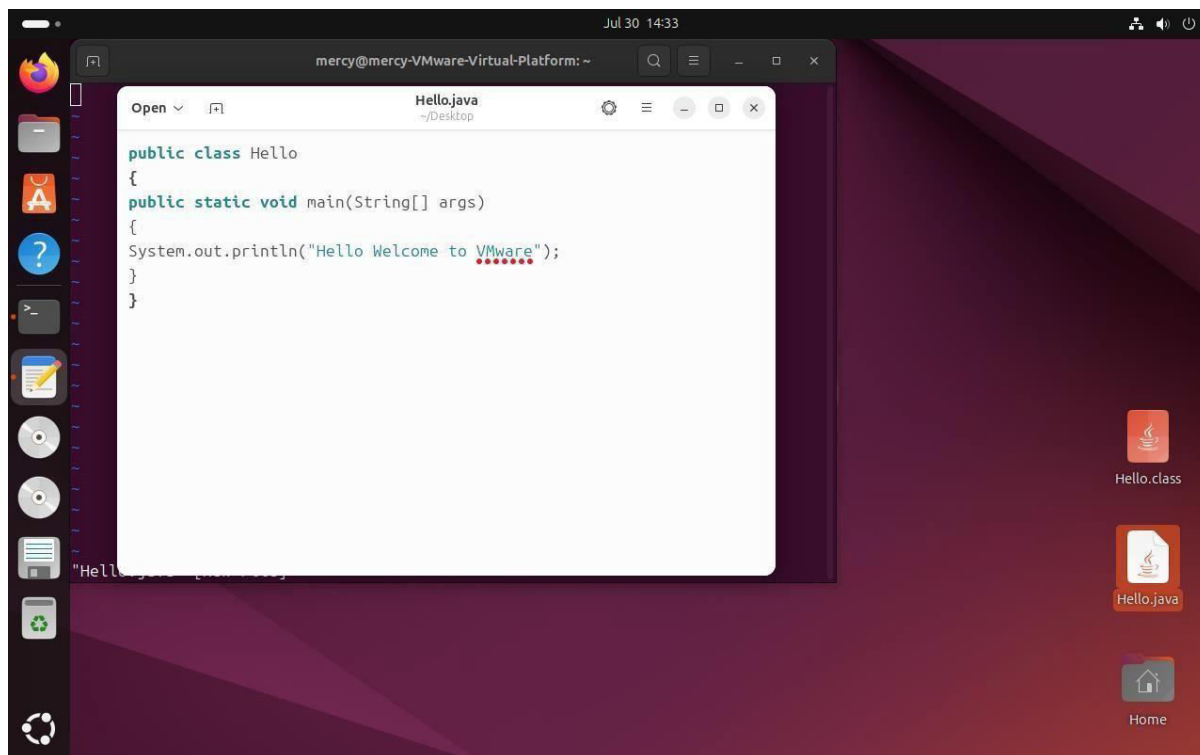 Jul 30 14:33
mercy@mercy-VMware-Virtual-Platform: ~
Open
Hello.java
~/Desktop
public class Hello
{
public static void main(String[] args)
{
System.out.println("Hello Welcome to VMware");
}
}
"Hell
Hello.class
Hello.java
Home